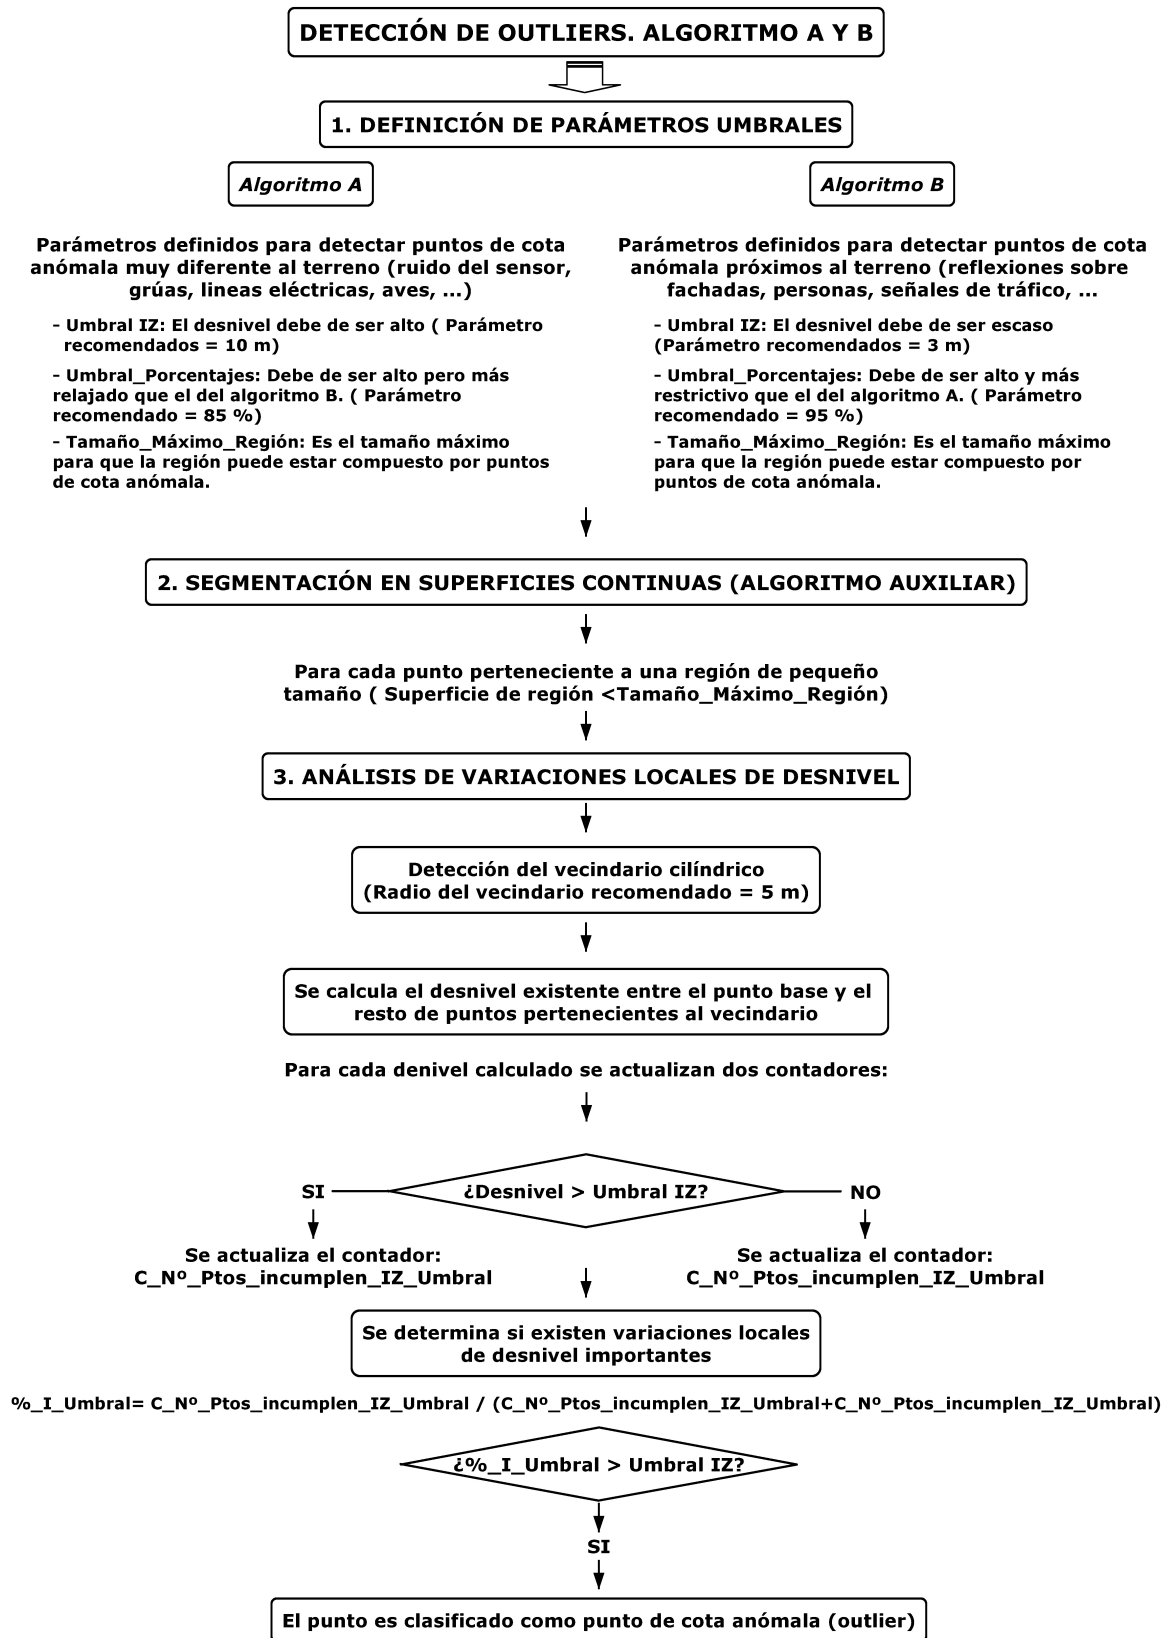 DETECCIÓN DE OUTLIERS. ALGORITMO A Y B
1. DEFINICIÓN DE PARÁMETROS UMBRALES
Algoritmo A
Parámetros definidos para detectar puntos de cota
anómala muy diferente al terreno (ruido del sensor,
grúas, lineas eléctricas, aves, ...)
- Umbral IZ: El desnivel debe de ser alto ( Parámetro
recomendados = 10 m)
- Umbral_Porcentajes: Debe de ser alto pero más
relajado que el del algoritmo B. ( Parámetro
recomendado = 85 %)
- Tamaño_Máximo_Región: Es el tamaño máximo
para que la región puede estar compuesto por puntos
de cota anómala.
Algoritmo B
Parámetros definidos para detectar puntos de cota
anómala próximos al terreno (reflexiones sobre
fachadas, personas, señales de tráfico, ...
- Umbral IZ: El desnivel debe de ser escaso
(Parámetro recomendados = 3 m)
- Umbral_Porcentajes: Debe de ser alto y más
restrictivo que el del algoritmo A. ( Parámetro
recomendado = 95 %)
- Tamaño_Máximo_Región: Es el tamaño máximo
para que la región puede estar compuesto por
puntos de cota anómala.
2. SEGMENTACIÓN EN SUPERFICIES CONTINUAS (ALGORITMO AUXILIAR)
Para cada punto perteneciente a una región de pequeño
tamaño ( Superficie de región <Tamaño_Máximo_Región)
3. ANÁLISIS DE VARIACIONES LOCALES DE DESNIVEL
Detección del vecindario cilíndrico
(Radio del vecindario recomendado = 5 m)
Se calcula el desnivel existente entre el punto base y el
resto de puntos pertenecientes al vecindario
Para cada denivel calculado se actualizan dos contadores:
SI
¿Desnivel > Umbral IZ?
NO
Se actualiza el contador:
C_Nº_Ptos_incumplen_IZ_Umbral
Se actualiza el contador:
C_Nº_Ptos_incumplen_IZ_Umbral
Se determina si existen variaciones locales
de desnivel importantes
%_I_Umbral= C_Nº_Ptos_incumplen_IZ_Umbral / (C_Nº_Ptos_incumplen_IZ_Umbral+C_Nº_Ptos_incumplen_IZ_Umbral)
¿%_I_Umbral > Umbral IZ?
SI
El punto es clasificado como punto de cota anómala (outlier)